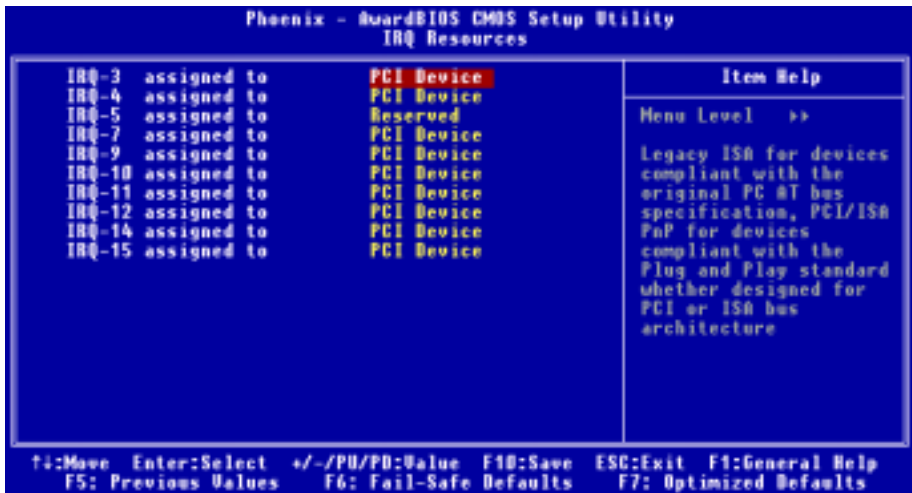 Phoenix - AwardBIOS CMOS Setup Utility
IRQ Resources
IRQ-3 assigned to PCI Device
IRQ-4 assigned to PCI Device
IRQ-5 assigned to Reserved
IRQ-7 assigned to PCI Device
IRQ-9 assigned to PCI Device
IRQ-10 assigned to PCI Device
IRQ-11 assigned to PCI Device
IRQ-12 assigned to PCI Device
IRQ-14 assigned to PCI Device
IRQ-15 assigned to PCI Device
Item Help
Menu Level ►►
Legacy ISA for devices
compliant with the
original PC AT bus
specification, PCI/ISA
PnP for devices
compliant with the
Plug and Play standard
whether designed for
PCI or ISA bus
architecture
↑↓:Move Enter:Select +/-/PU/PD:Value F10:Save ESC:Exit F1:General Help
F5: Previous Values F6: Fail-Safe Defaults F7: Optimized Defaults